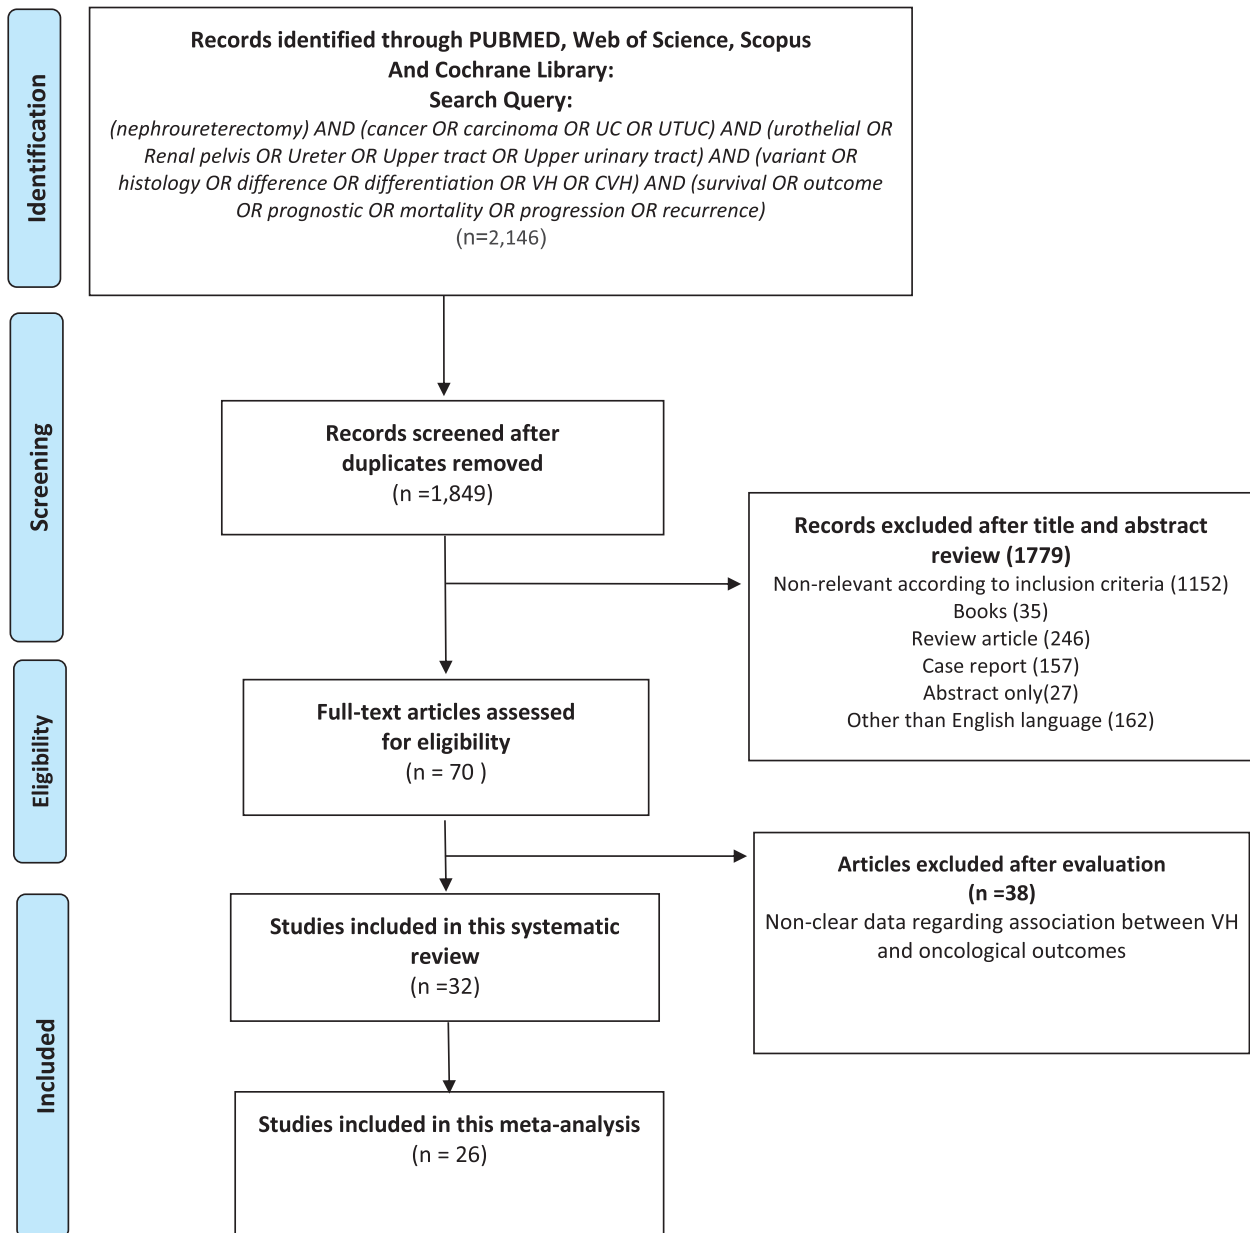 Identification
Records identified through PUBMED, Web of Science, Scopus
And Cochrane Library:
Search Query:
(nephroureterectomy) AND (cancer OR carcinoma OR UC OR UTUC) AND (urothelial OR
Renal pelvis OR Ureter OR Upper tract OR Upper urinary tract) AND (variant OR
histology OR difference OR differentiation OR VH OR CVH) AND (survival OR outcome
OR prognostic OR mortality OR progression OR recurrence)
(n=2,146)
Screening
Records screened after
duplicates removed
(n =1,849)
Records excluded after title and abstract
review (1779)
Non-relevant according to inclusion criteria (1152)
Books (35)
Review article (246)
Case report (157)
Abstract only(27)
Other than English language (162)
Eligibility
Full-text articles assessed
for eligibility
(n = 70 )
Articles excluded after evaluation
(n =38)
Non-clear data regarding association between VH
and oncological outcomes
Included
Studies included in this systematic
review
(n =32)
Studies included in this meta-analysis
(n = 26)